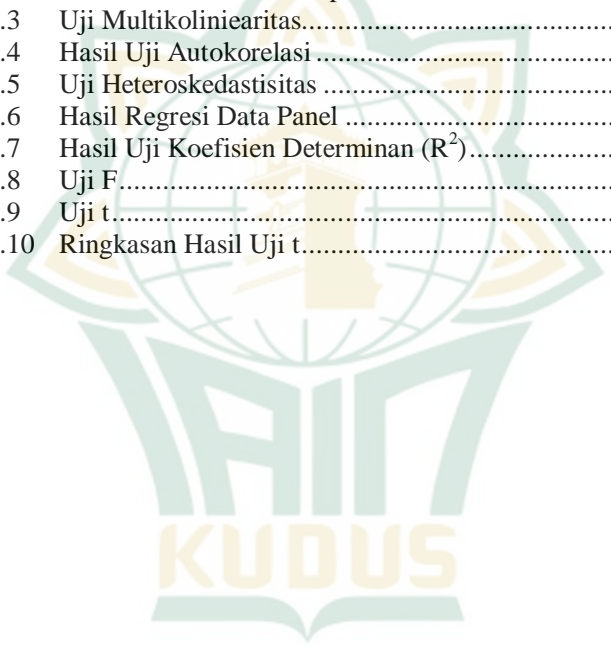 .3 Uji Multikoliniearitas.......................................
.4 Hasil Uji Autokorelasi .....................................
.5 Uji Heteroskedastisitas ....................................
.6 Hasil Regresi Data Panel .................................
.7 Hasil Uji Koefisien Determinan (R²)...................
.8 Uji F.............................................................
.9 Uji t..............................................................
.10 Ringkasan Hasil Uji t.......................................
IAIN
KUDUS